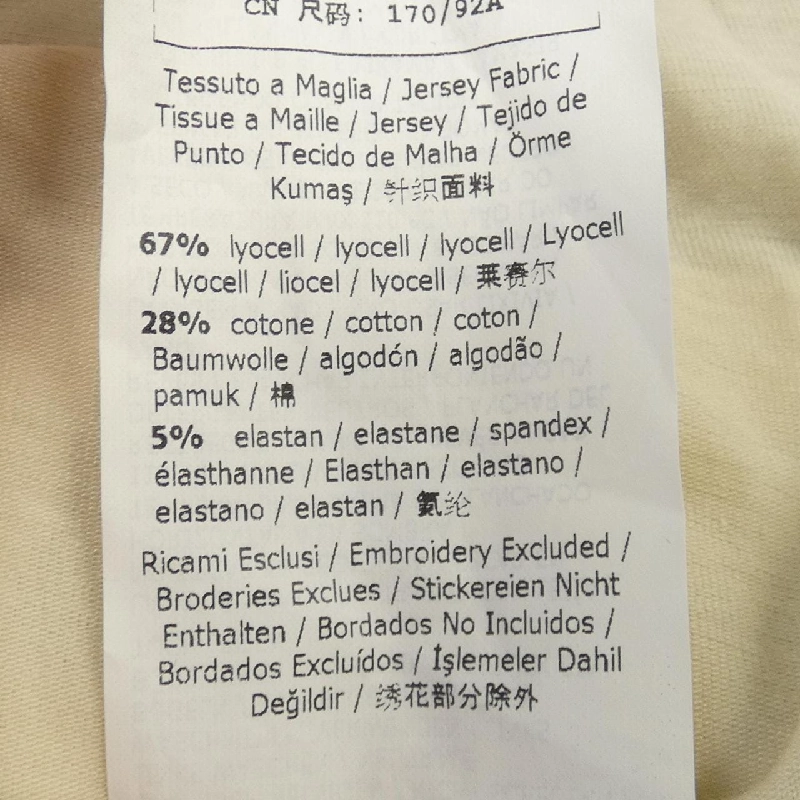 CN 尺码: 170/92A
Tessuto a Maglia / Jersey Fabric /
Tissue a Maille / Jersey / Tejido de
Punto / Tecido de Malha / Örme
Kumaş / 针织面料
67% lyocell / lyocell / lyocell / Lyocell
/ lyocell / liocel / lyocell / 莱赛尔
28% cotone / cotton / coton /
Baumwolle / algodón / algodão /
pamuk / 棉
5% elastan / elastane / spandex /
élasthanne / Elasthan / elastano /
elastano / elastan / 氨纶
Ricami Esclusi / Embroidery Excluded /
Broderies Exclues / Stickereien Nicht
Enthalten / Bordados No Incluidos /
Bordados Excluídos / İşlemeler Dahil
Değildir / 绣花部分除外